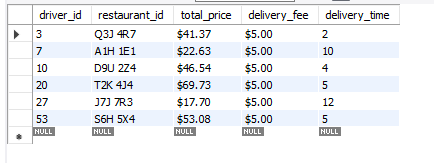 driver_id restaurant_id total_price delivery_fee delivery_time
3 Q3J 4R7 $41.37 $5.00 2
7 A1H 1E1 $22.63 $5.00 10
10 D9U 2Z4 $46.54 $5.00 4
20 T2K 4J4 $69.73 $5.00 5
27 J7J 7R3 $17.70 $5.00 12
53 S6H 5X4 $53.08 $5.00 5
NULL NULL NULL NULL NULL